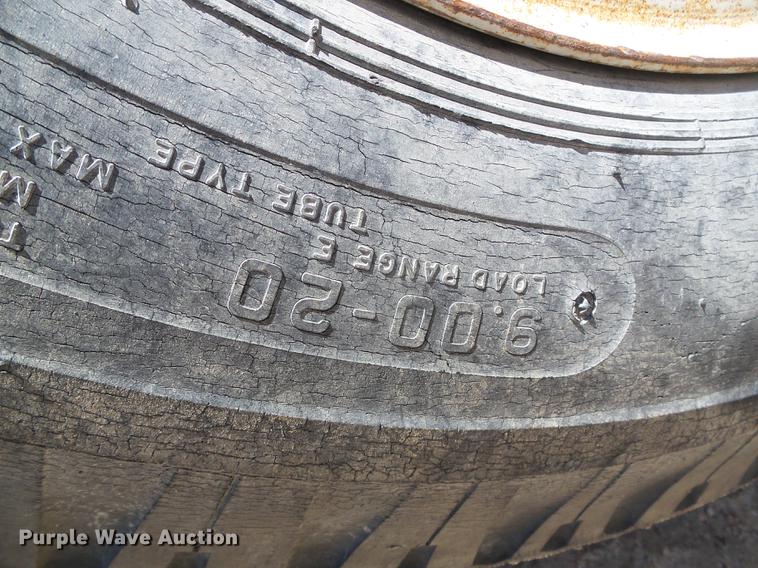 9.00-20
LOAD RANGE E
TUBE TYPE
MAX
Purple Wave Auction